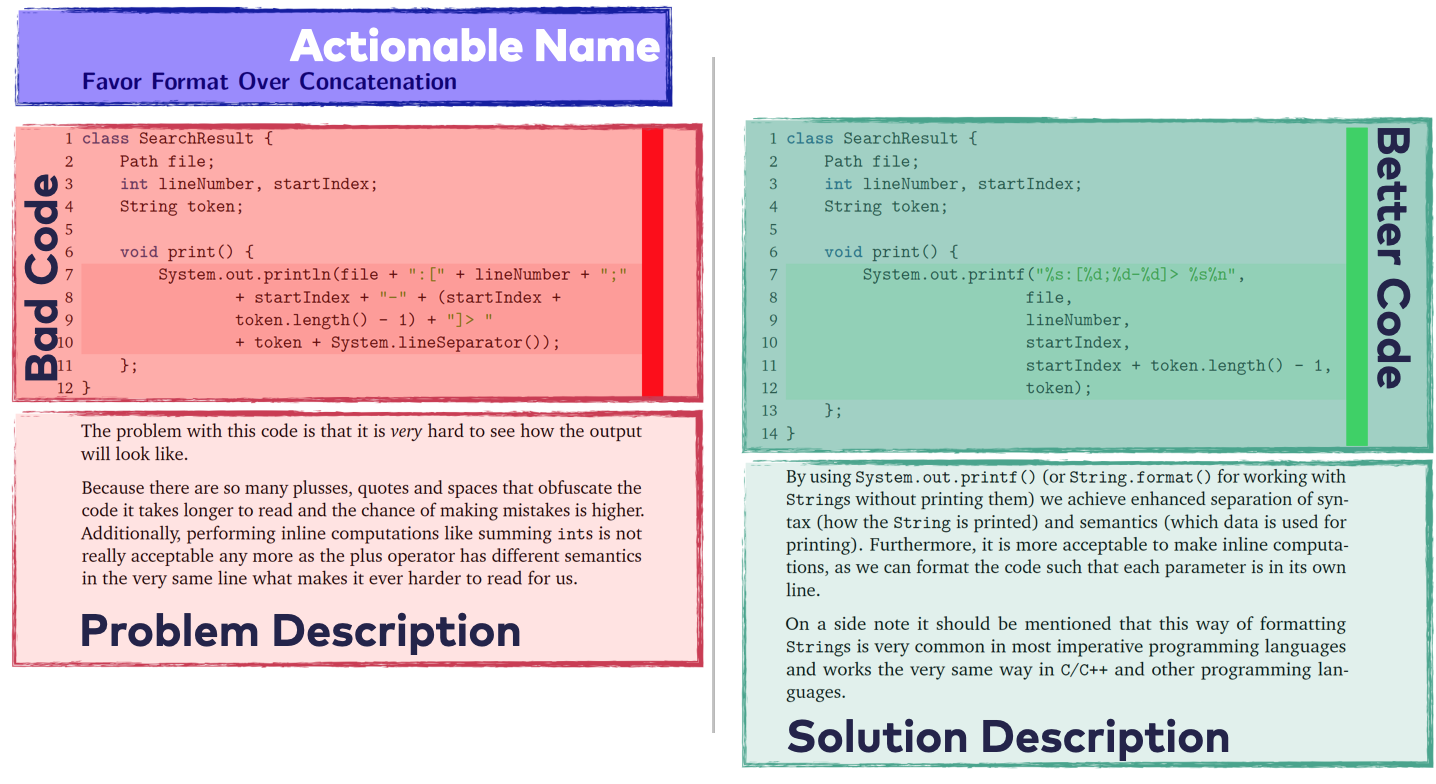 Actionable Name
Favor Format Over Concatenation
Bad Code
1 class SearchResult {
2     Path file;
3     int lineNumber, startIndex;
4     String token;
5
6     void print() {
7         System.out.println(file + ":[" + lineNumber + ";"
8                 + startIndex + "-" + (startIndex +
9                 token.length() - 1) + "]> "
10                 + token + System.lineSeparator());
11     };
12 }
The problem with this code is that it is very hard to see how the output
will look like.
Because there are so many plusses, quotes and spaces that obfuscate the
code it takes longer to read and the chance of making mistakes is higher.
Additionally, performing inline computations like summing ints is not
really acceptable any more as the plus operator has different semantics
in the very same line what makes it ever harder to read for us.
Problem Description
Better Code
1 class SearchResult {
2     Path file;
3     int lineNumber, startIndex;
4     String token;
5
6     void print() {
7         System.out.printf("%s:[%d;%d-%d]> %s%n",
8                          file,
9                          lineNumber,
10                          startIndex,
11                          startIndex + token.length() - 1,
12                          token);
13     };
14 }
By using System.out.printf() (or String.format() for working with
Strings without printing them) we achieve enhanced separation of syn-
tax (how the String is printed) and semantics (which data is used for
printing). Furthermore, it is more acceptable to make inline computa-
tions, as we can format the code such that each parameter is in its own
line.
On a side note it should be mentioned that this way of formatting
Strings is very common in most imperative programming languages
and works the very same way in C/C++ and other programming lan-
guages.
Solution Description